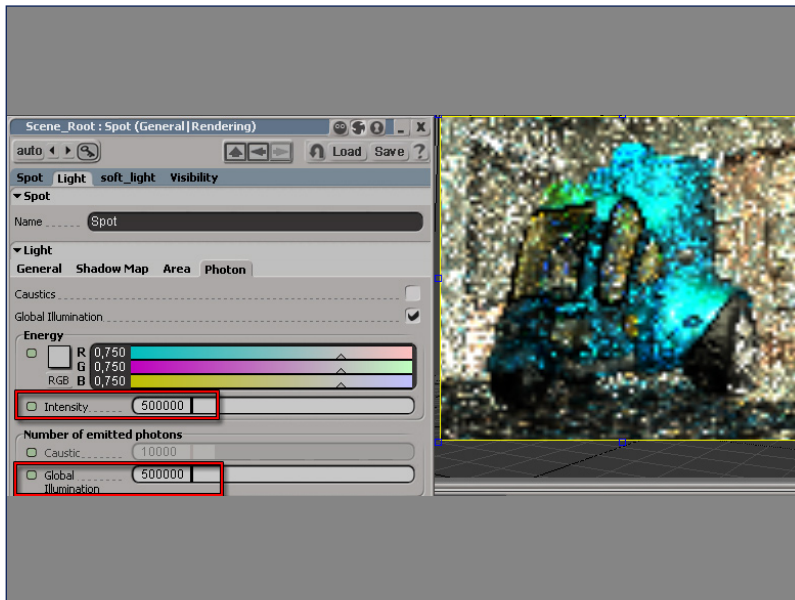 Scene_Root : Spot (General|Rendering)
auto Load Save ?
Spot Light soft_light Visibility
Spot
Name Spot
Light
General Shadow Map Area Photon
Caustics
Global Illumination
Energy
R 0,750
G 0,750
RGB B 0,750
Intensity 500000
Number of emitted photons
Caustic 10000
Global 500000
Illumination